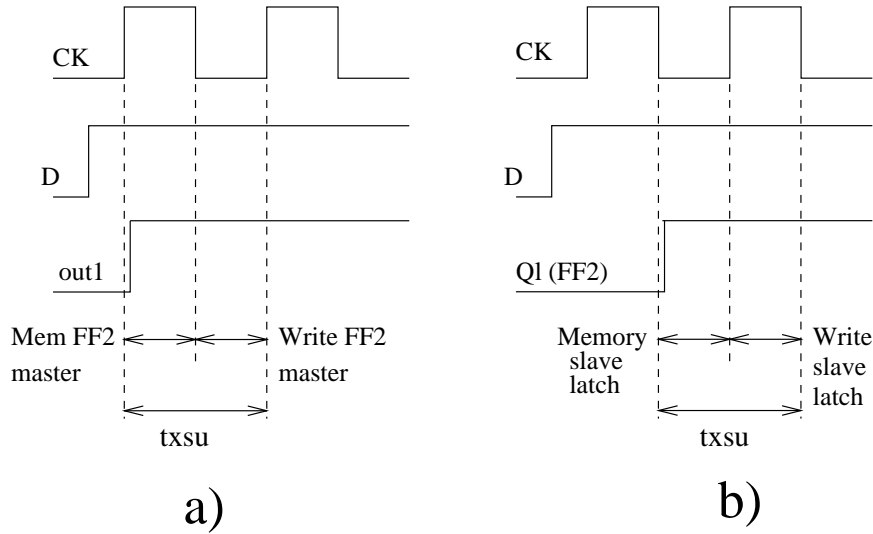 CK
D
out1
Mem FF2
master
Write FF2
master
txsu
a)
CK
D
Ql (FF2)
Memory
slave
latch
Write
slave
latch
txsu
b)